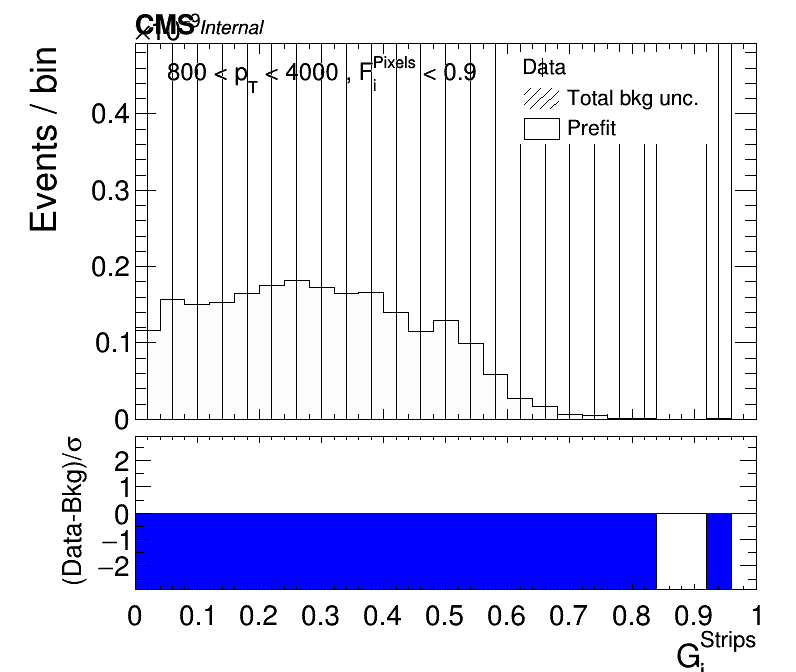 CMS Internal
×10⁻⁹
800 < p_T < 4000 , F_i^Pixels < 0.9
Data
Total bkg unc.
Prefit
Events / bin
0.4
0.3
0.2
0.1
0
(Data-Bkg)/σ
2
1
0
−1
−2
0 0.1 0.2 0.3 0.4 0.5 0.6 0.7 0.8 0.9 1
G_i^Strips